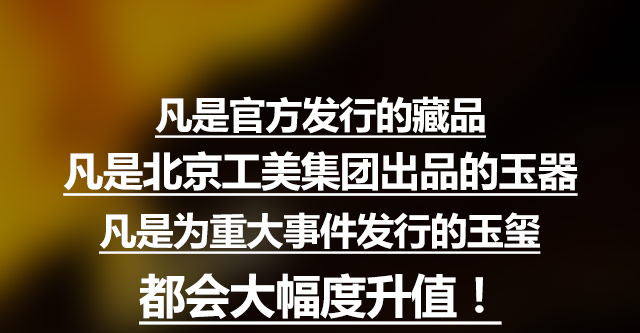 凡是官方发行的藏品
凡是北京工美集团出品的玉器
凡是为重大事件发行的玉玺
都会大幅度升值！